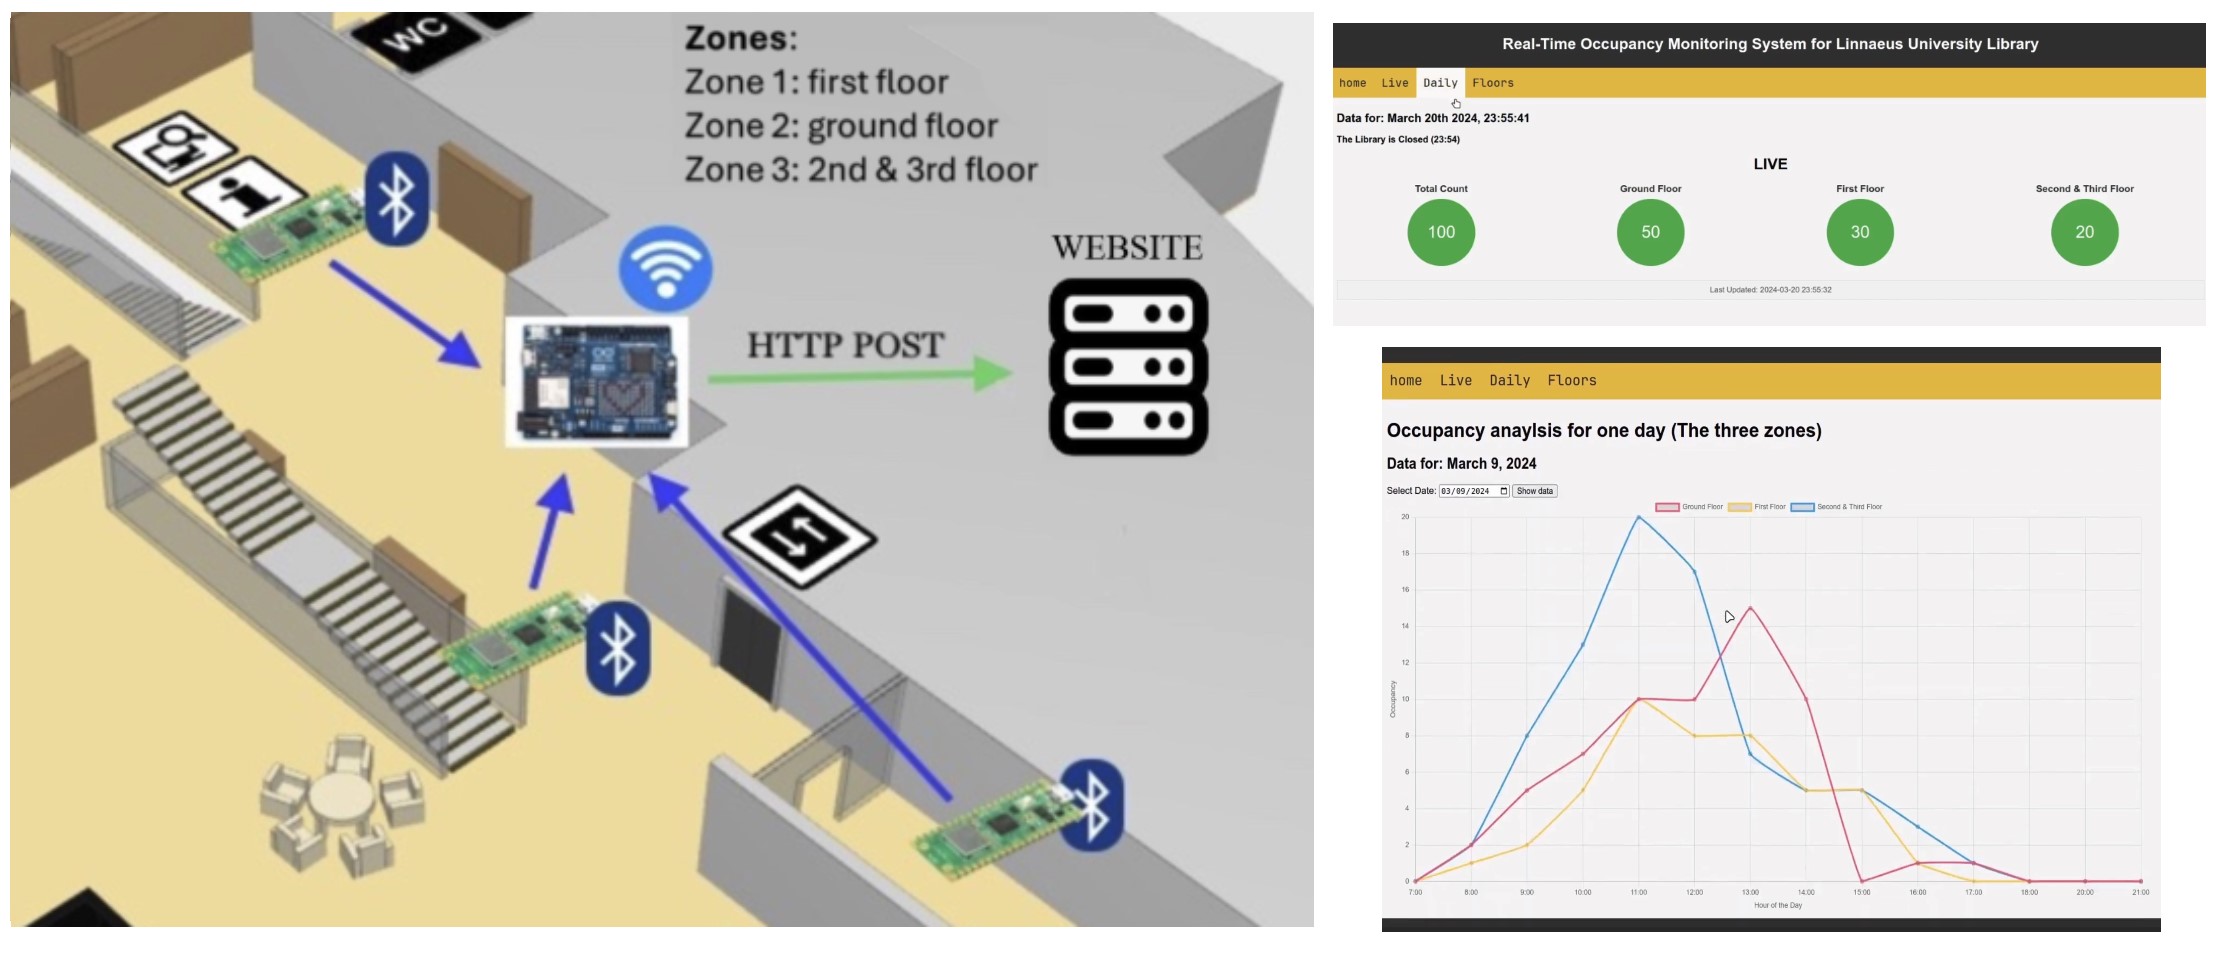 WC
Zones:
Zone 1: first floor
Zone 2: ground floor
Zone 3: 2nd & 3rd floor
WEBSITE
HTTP POST
Real-Time Occupancy Monitoring System for Linnaeus University Library
home Live Daily Floors
Data for: March 20th 2024, 23:55:41
The Library is Closed (23:54)
LIVE
Total Count Ground Floor First Floor Second & Third Floor
100 50 30 20
Last Updated: 2024-03-20 23:55:32
home Live Daily Floors
Occupancy anaylsis for one day (The three zones)
Data for: March 9, 2024
Select Date: 03/09/2024 Show data
Ground Floor First Floor Second & Third Floor
20
18
16
14
12
10
8
6
4
2
0
Occupancy
7:00 8:00 9:00 10:00 11:00 12:00 13:00 14:00 15:00 16:00 17:00 18:00 20:00 21:00
Hour of the Day